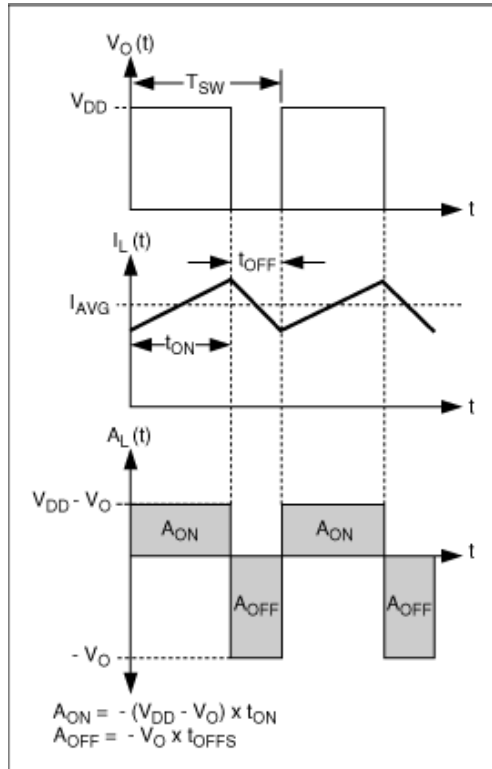 V_O (t)
T_SW
V_DD
t
I_L (t)
t_OFF
I_AVG
t_ON
t
A_L (t)
V_DD - V_O
A_ON
A_ON
t
A_OFF
A_OFF
- V_O
A_ON = - (V_DD - V_O) x t_ON
A_OFF = - V_O x t_OFFS